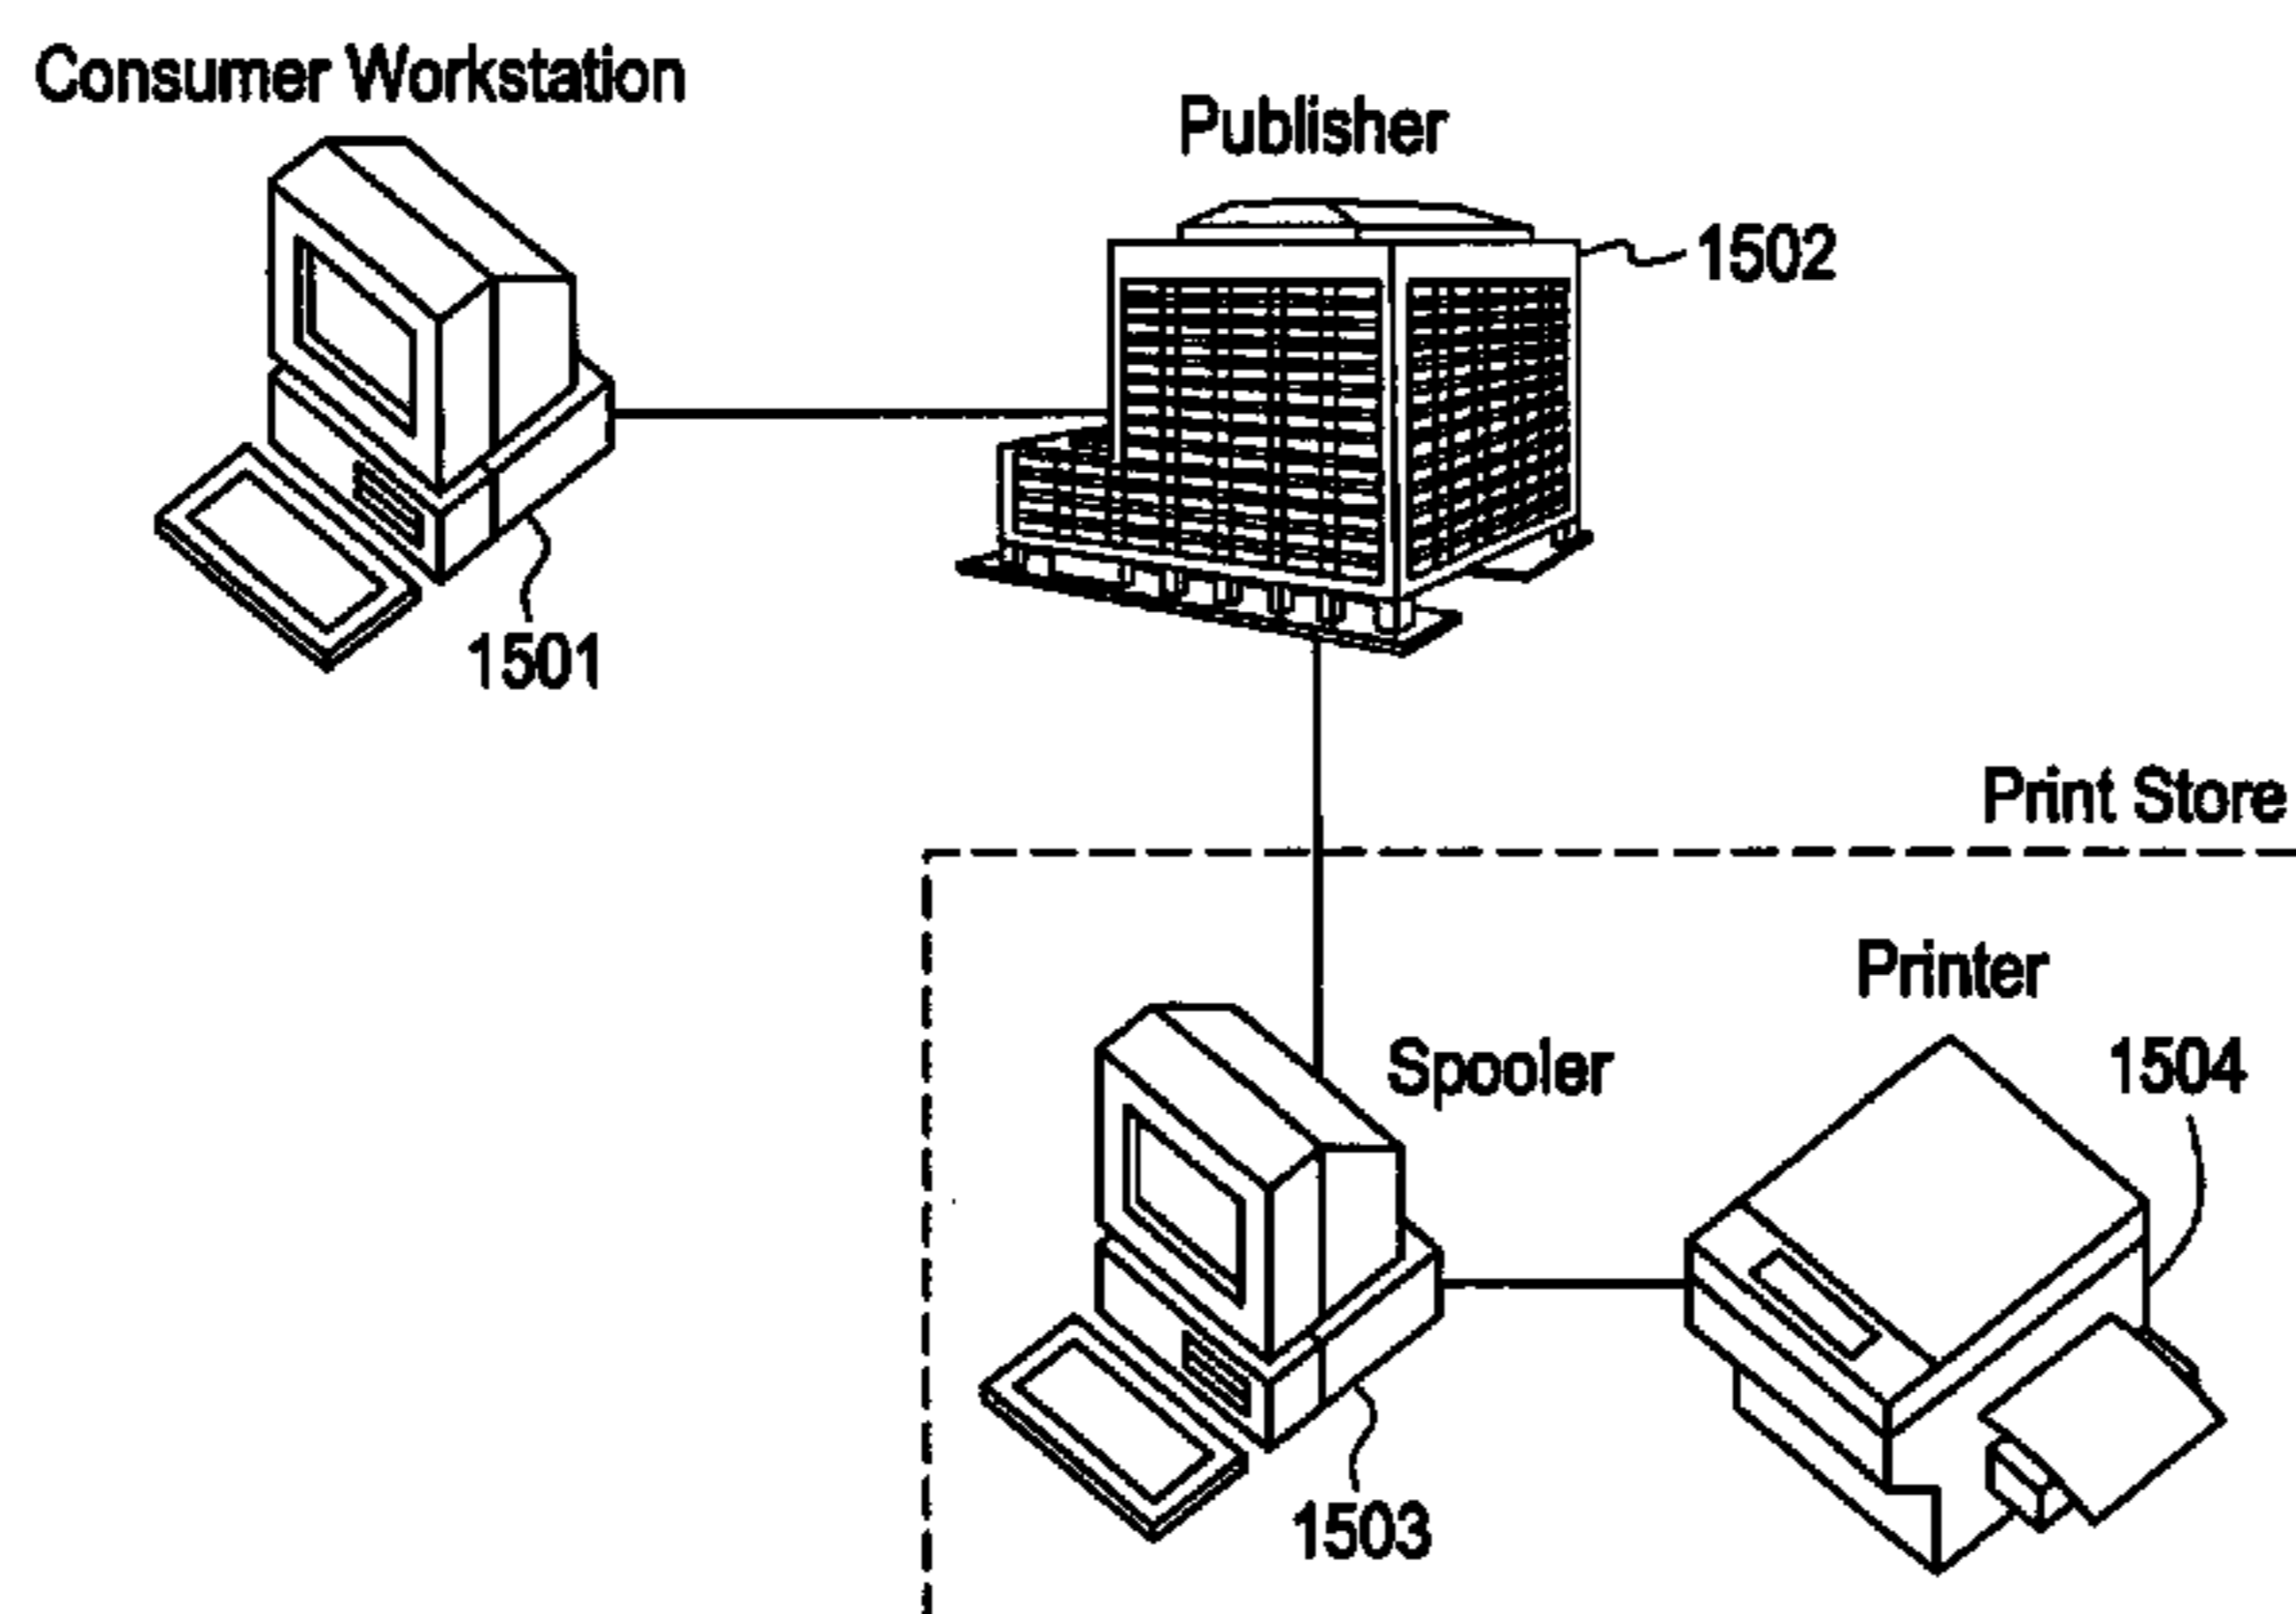 Consumer Workstation
Publisher
1502
1501
Print Store
Printer
Spooler
1504
1503